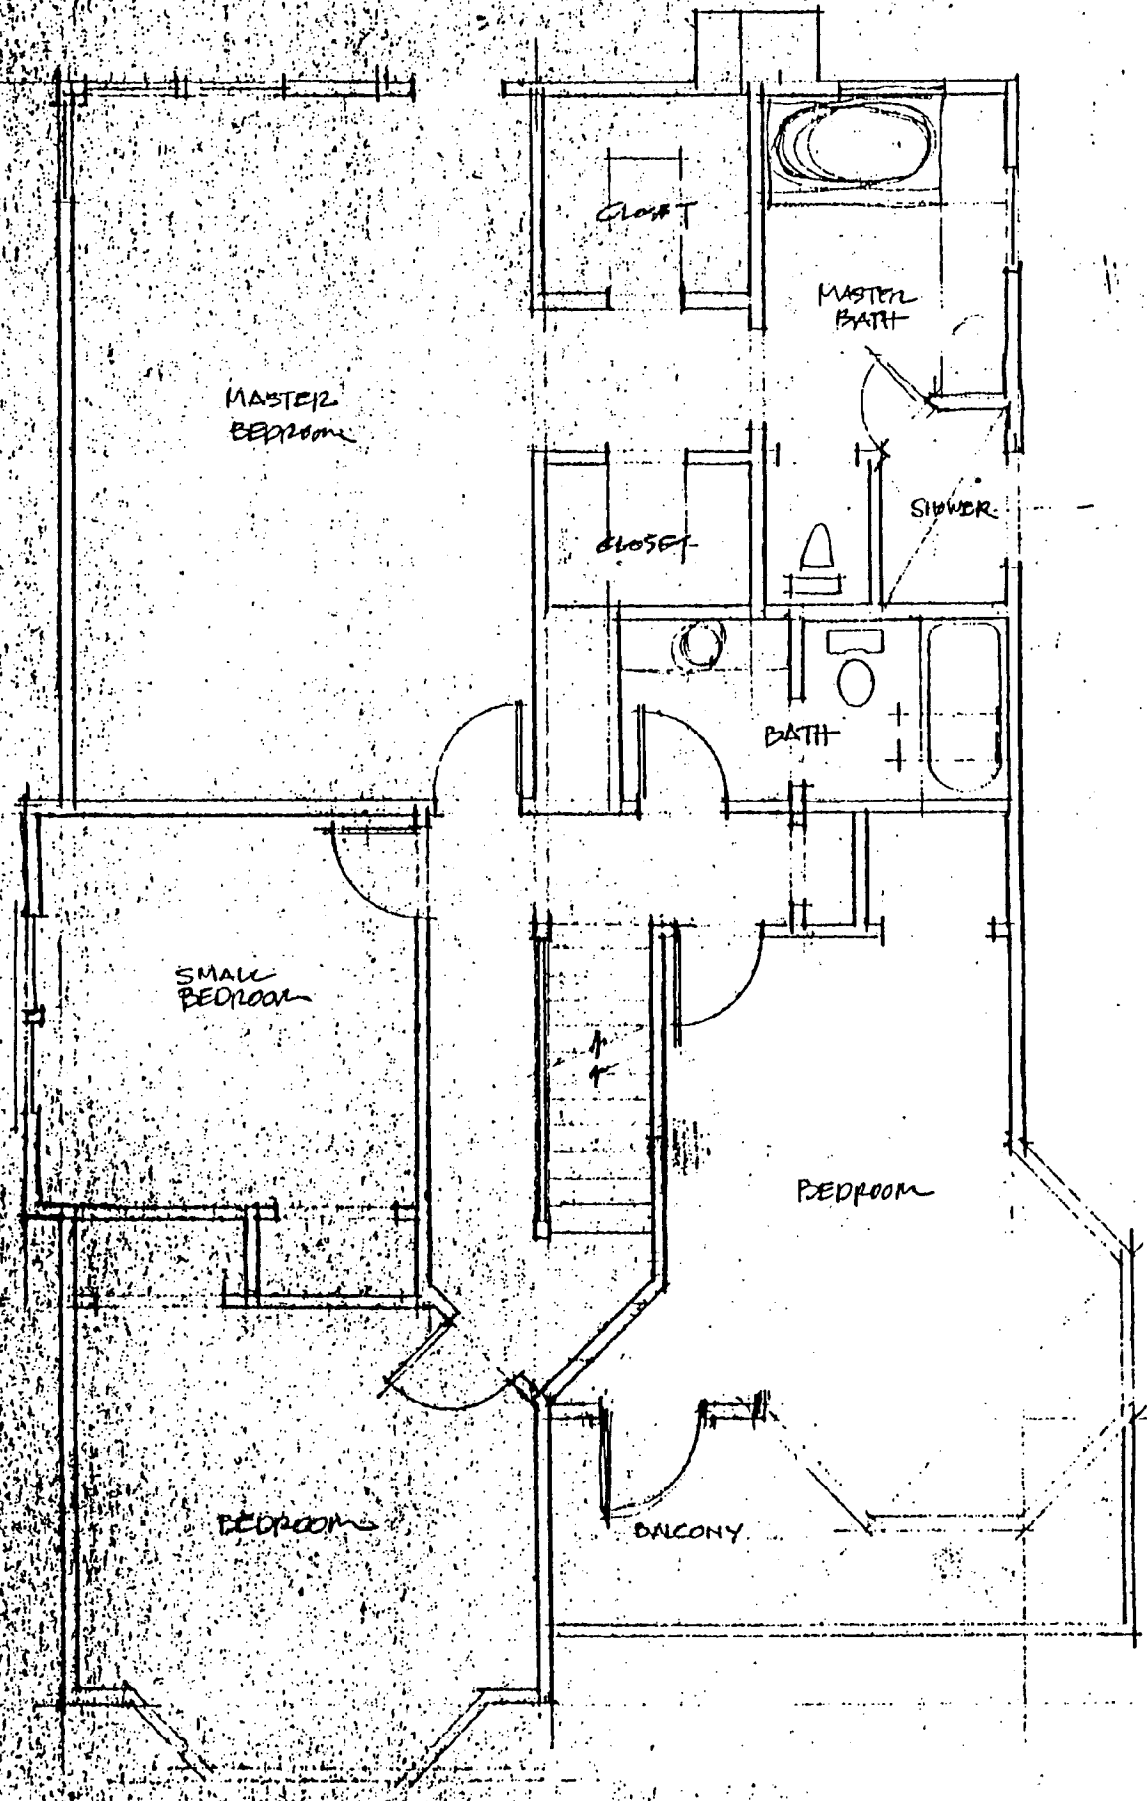 CLOSET
MASTER
BATH
MASTER
BEDROOM
SHOWER
CLOSET
BATH
SMALL
BEDROOM
BEDROOM
BEDROOM
BALCONY